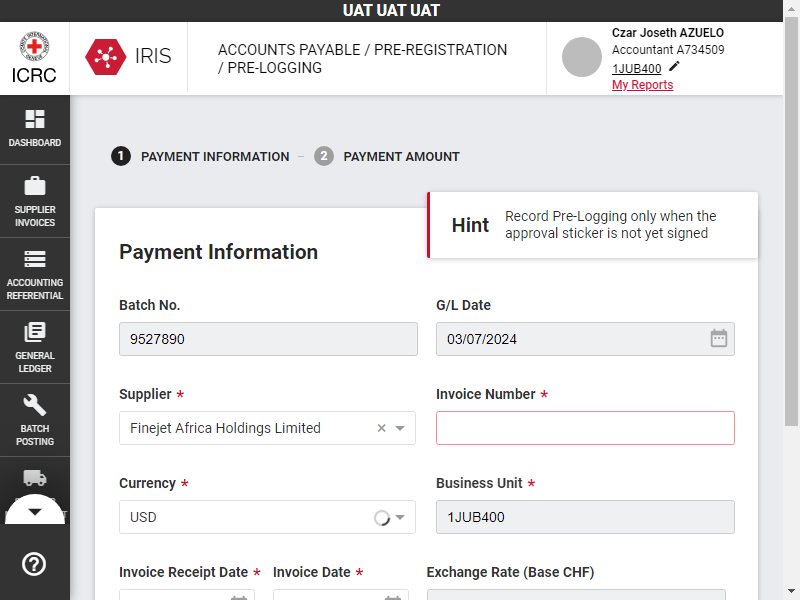 UAT UAT UAT
ICRC
IRIS
ACCOUNTS PAYABLE / PRE-REGISTRATION
/ PRE-LOGGING
Czar Joseth AZUELO
Accountant A734509
1JUB400
My Reports
DASHBOARD
SUPPLIER
INVOICES
ACCOUNTING
REFERENTIAL
GENERAL
LEDGER
BATCH
POSTING
1 PAYMENT INFORMATION – 2 PAYMENT AMOUNT
Hint
Record Pre-Logging only when the
approval sticker is not yet signed
Payment Information
Batch No.
9527890
G/L Date
03/07/2024
Supplier *
Finejet Africa Holdings Limited
Invoice Number *
Currency *
USD
Business Unit *
1JUB400
Invoice Receipt Date *
Invoice Date *
Exchange Rate (Base CHF)